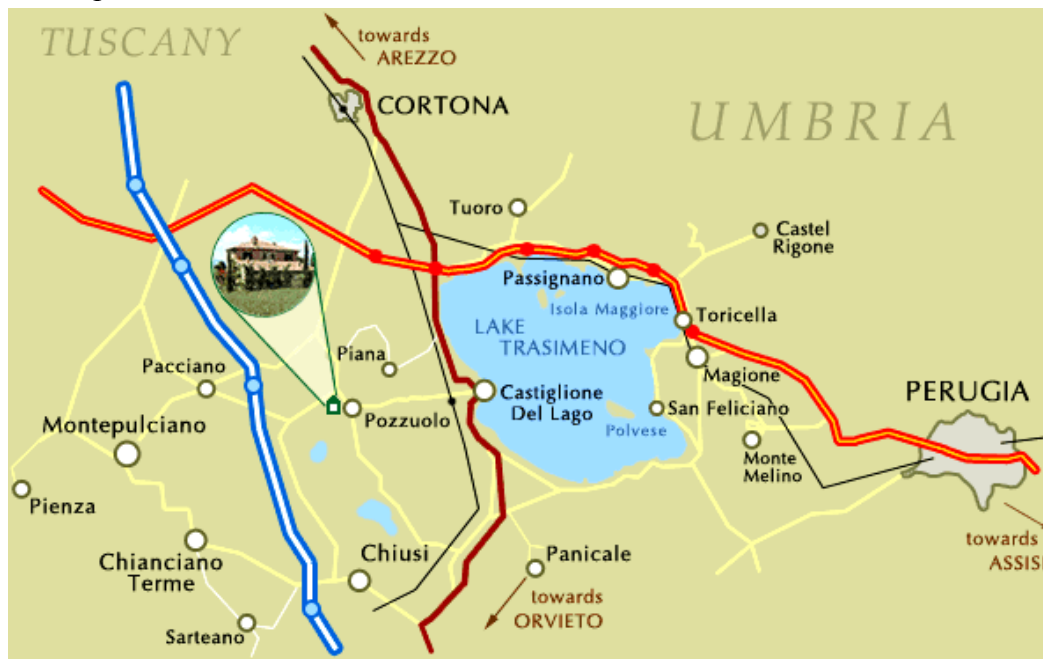 TUSCANY
towards
AREZZO
CORTONA
UMBRIA
Tuoro
Castel
Rigone
Passignano
Isola Maggiore
Toricella
LAKE
TRASIMENO
Piana
Pacciano
Magione
Castiglione
Del Lago
PERUGIA
San Feliciano
Pozzuolo
Polvese
Montepulciano
Monte
Melino
Pienza
towards
ASSISI
Chiusi
Panicale
Chianciano
Terme
towards
ORVIETO
Sarteano